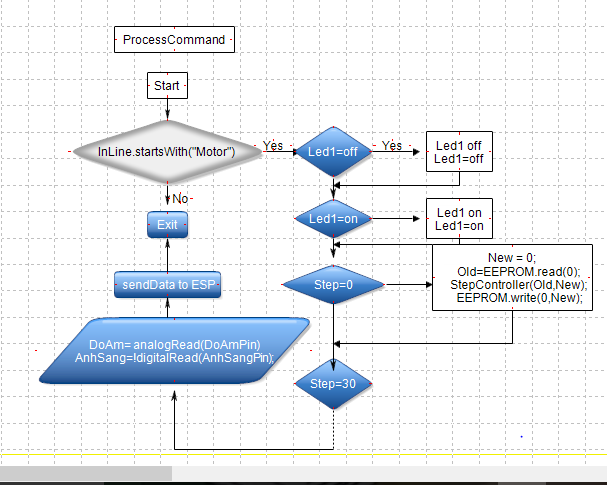 ProcessCommand
Start
InLine.startsWith("Motor")
Yes
Led1=off
Yes
Led1 off
Led1=off
No
Exit
Led1=on
Led1 on
Led1=on
sendData to ESP
Step=0
New = 0;
Old=EEPROM.read(0);
StepController(Old,New);
EEPROM.write(0,New);
DoAm= analogRead(DoAmPin)
AnhSang=!digitalRead(AnhSangPin);
Step=30